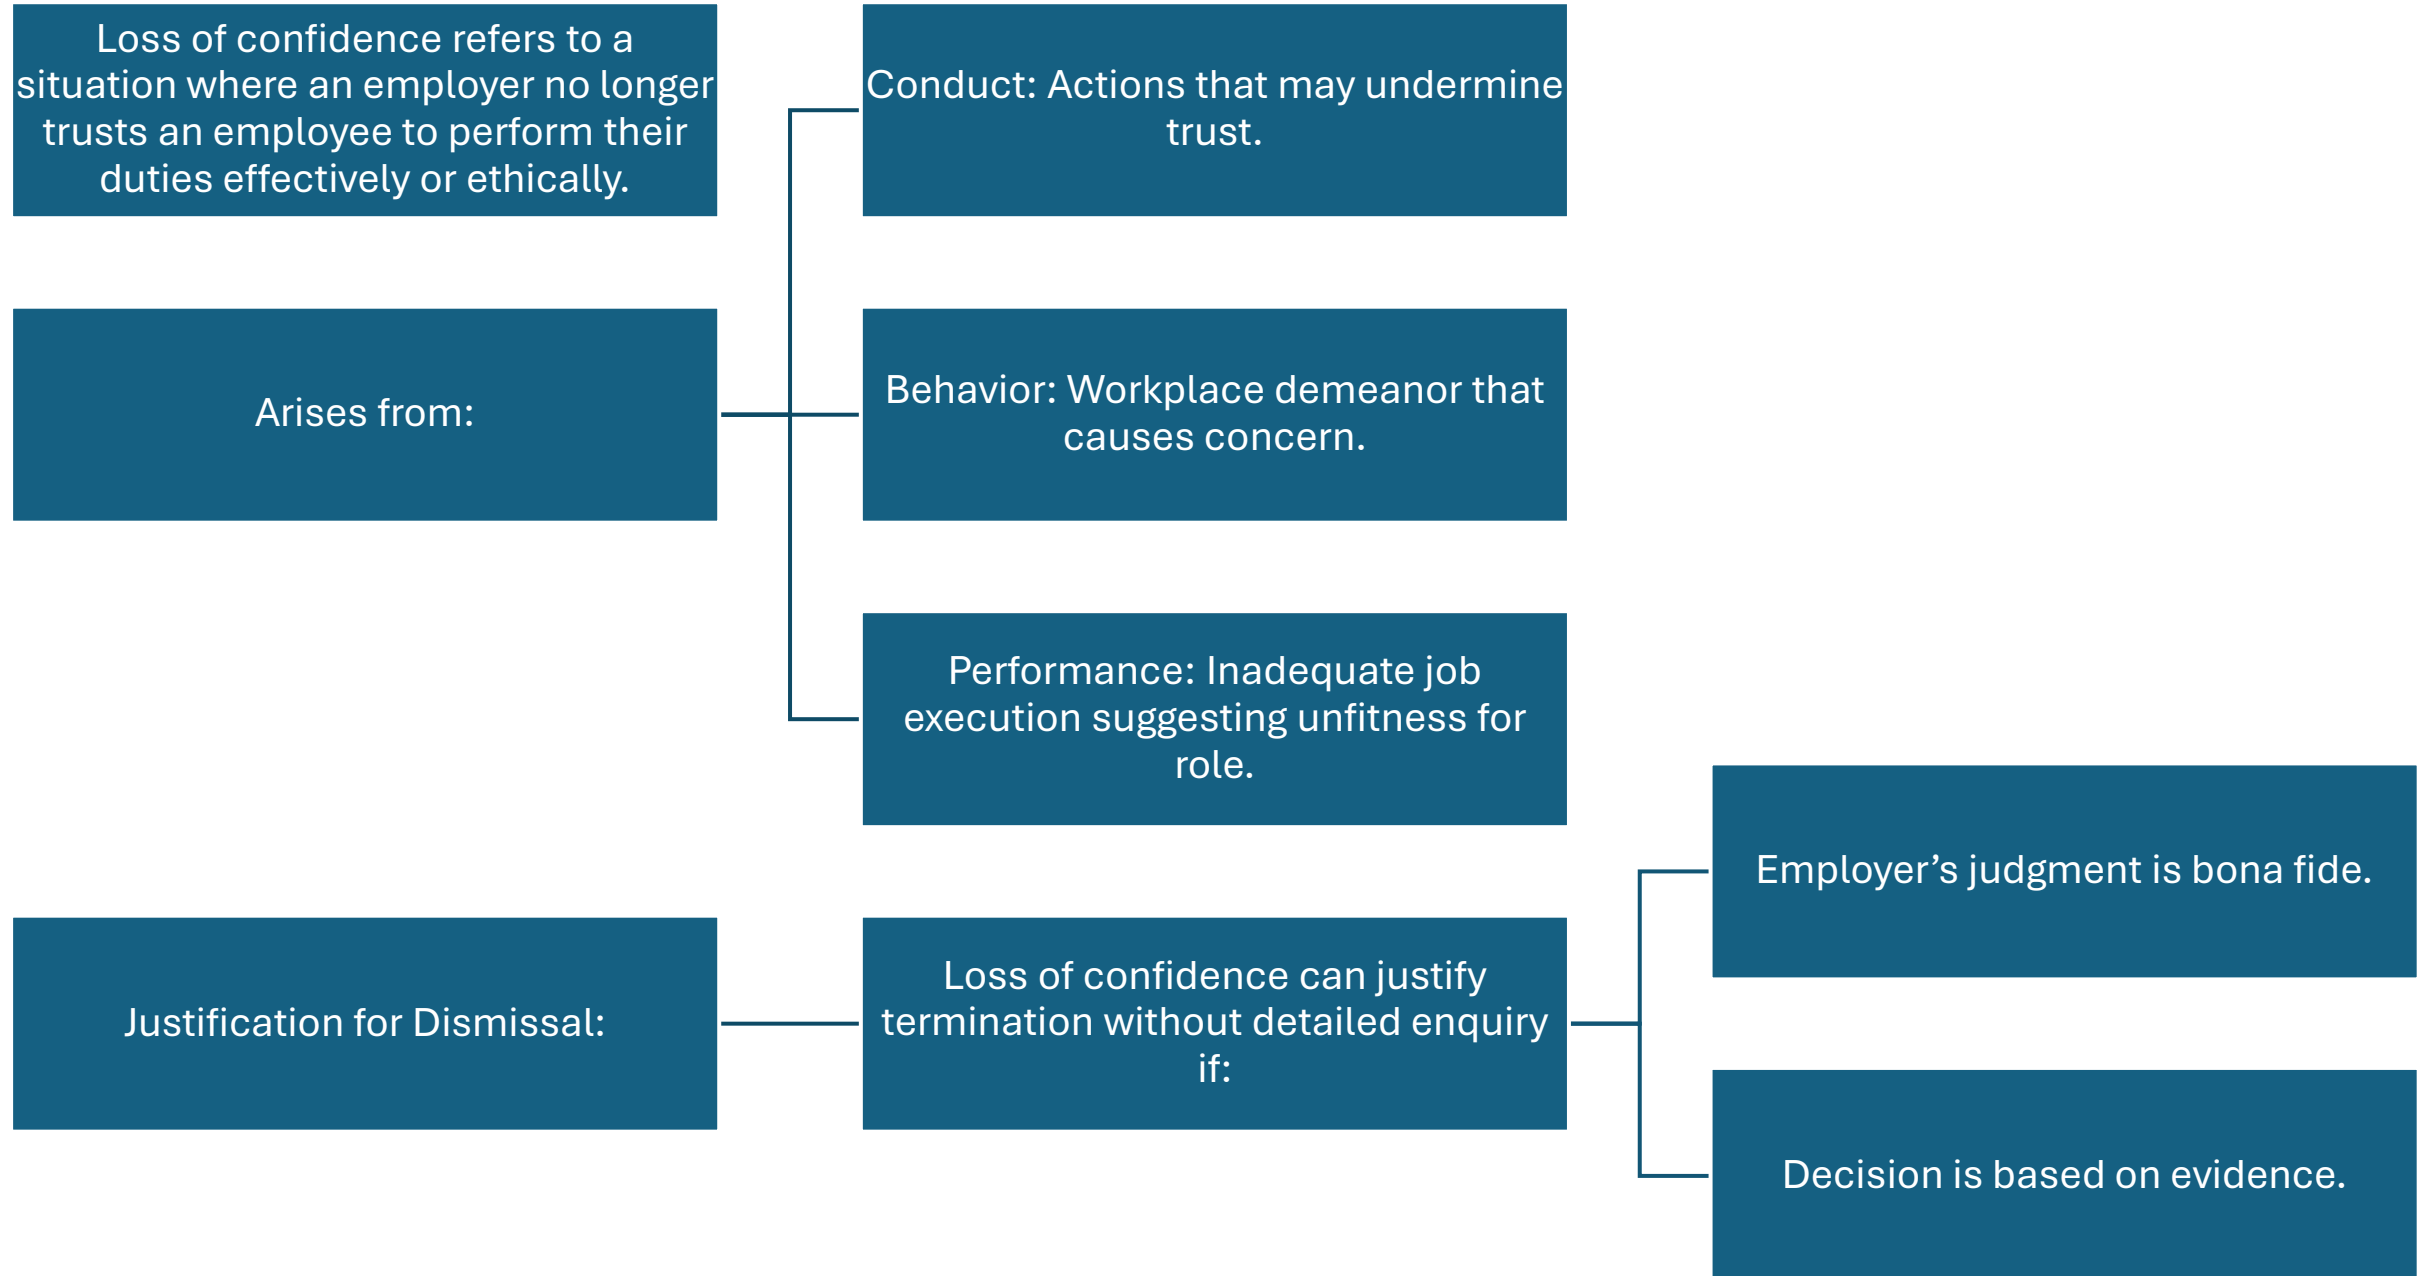 Loss of confidence refers to a
situation where an employer no longer
trusts an employee to perform their
duties effectively or ethically.
Arises from:
Conduct: Actions that may undermine
trust.
Behavior: Workplace demeanor that
causes concern.
Performance: Inadequate job
execution suggesting unfitness for
role.
Justification for Dismissal:
Loss of confidence can justify
termination without detailed enquiry
if:
Employer’s judgment is bona fide.
Decision is based on evidence.